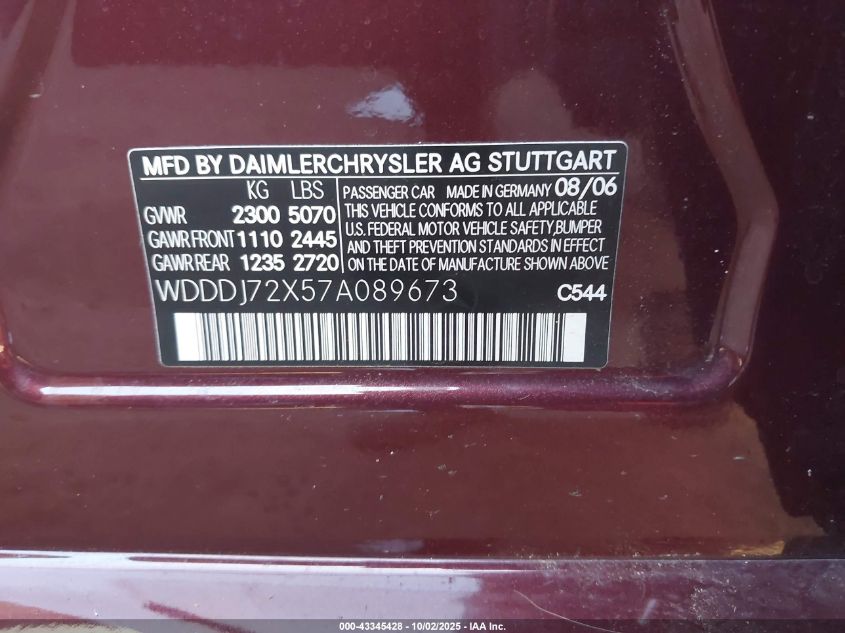 MFD BY DAIMLERCHRYSLER AG STUTTGART
KG LBS
GVWR 2300 5070
GAWR FRONT 1110 2445
GAWR REAR 1235 2720
PASSENGER CAR MADE IN GERMANY 08/06
THIS VEHICLE CONFORMS TO ALL APPLICABLE
U.S. FEDERAL MOTOR VEHICLE SAFETY,BUMPER
AND THEFT PREVENTION STANDARDS IN EFFECT
ON THE DATE OF MANUFACTURE SHOWN ABOVE
WDDDJ72X57A089673 C544
000-43345428 - 10/02/2025 - IAA Inc.